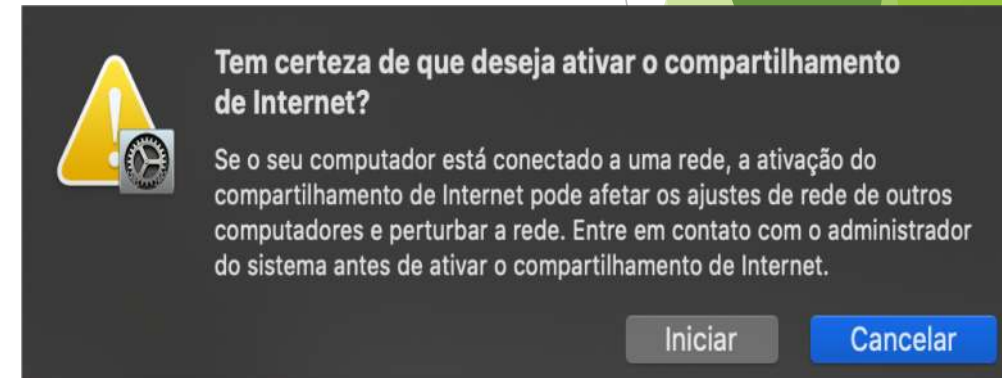 Tem certeza de que deseja ativar o compartilhamento
de Internet?
Se o seu computador está conectado a uma rede, a ativação do
compartilhamento de Internet pode afetar os ajustes de rede de outros
computadores e perturbar a rede. Entre em contato com o administrador
do sistema antes de ativar o compartilhamento de Internet.
Iniciar
Cancelar